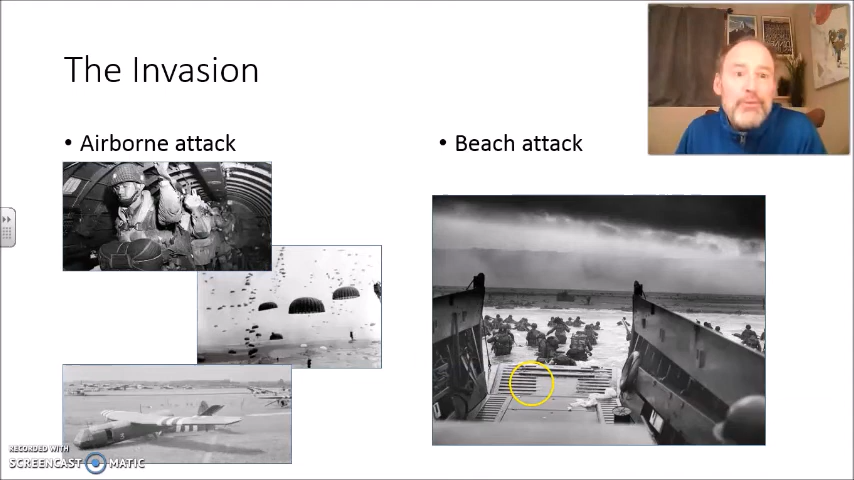 The Invasion
• Airborne attack
• Beach attack
RECORDED WITH
SCREENCAST MATIC